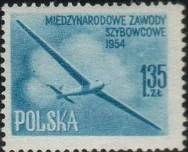 MIĘDZYNARODOWE ZAWODY
SZYBOWCOWE
1954
1.35
ZŁ.
POLSKA